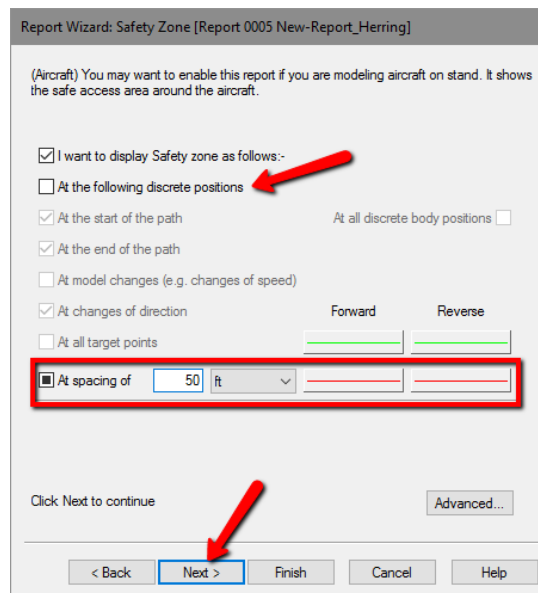 Report Wizard: Safety Zone [Report 0005 New-Report_Herring]
(Aircraft) You may want to enable this report if you are modeling aircraft on stand. It shows
the safe access area around the aircraft.
I want to display Safety zone as follows:-
At the following discrete positions
At the start of the path At all discrete body positions
At the end of the path
At model changes (e.g. changes of speed)
At changes of direction Forward Reverse
At all target points
At spacing of 50 ft
Click Next to continue Advanced...
< Back Next > Finish Cancel Help